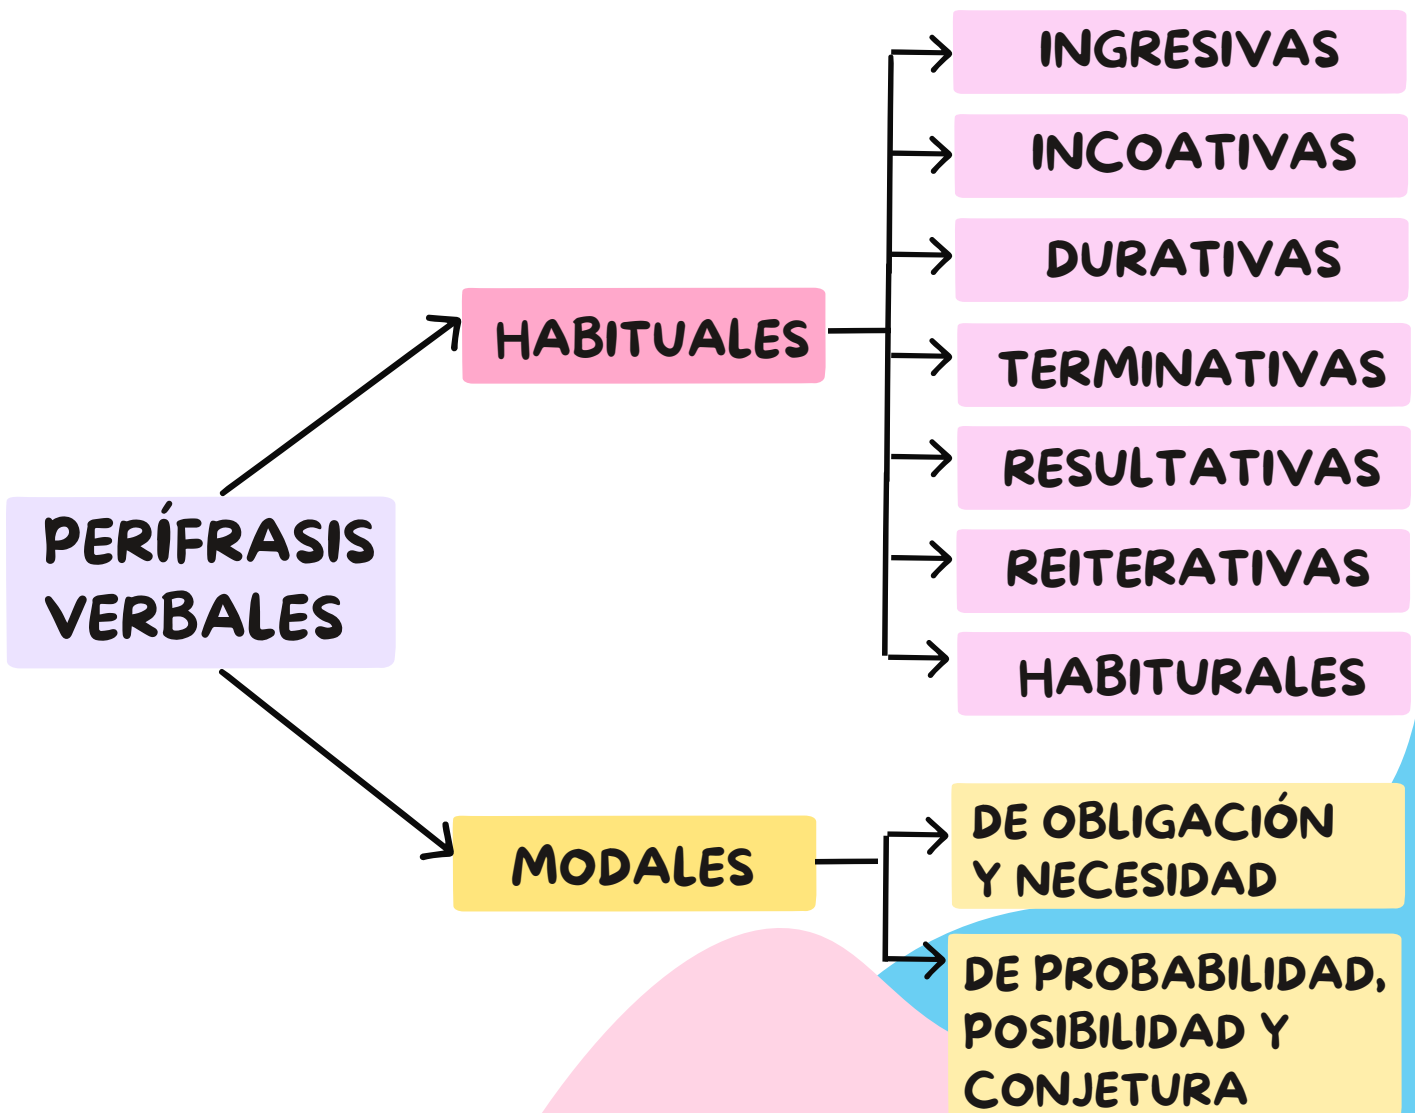 INGRESIVAS
INCOATIVAS
DURATIVAS
HABITUALES
TERMINATIVAS
RESULTATIVAS
PERÍFRASIS
VERBALES
REITERATIVAS
HABITURALES
MODALES
DE OBLIGACIÓN
Y NECESIDAD
DE PROBABILIDAD,
POSIBILIDAD Y
CONJETURA